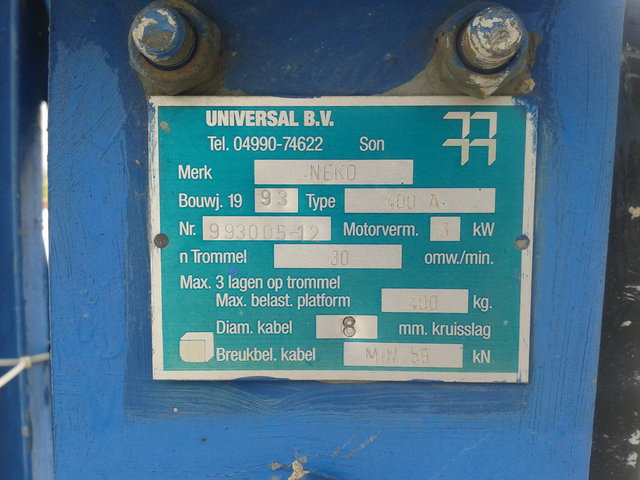 UNIVERSAL B.V.
Tel. 04990-74622 Son
Merk NEKO
Bouwj. 19 93 Type 400 A.
Nr. 993005-12 Motorverm. 3 kW
n Trommel 30 omw./min.
Max. 3 lagen op trommel
Max. belast. platform 400 kg.
Diam. kabel 8 mm. kruisslag
Breukbel. kabel MIN 58 kN